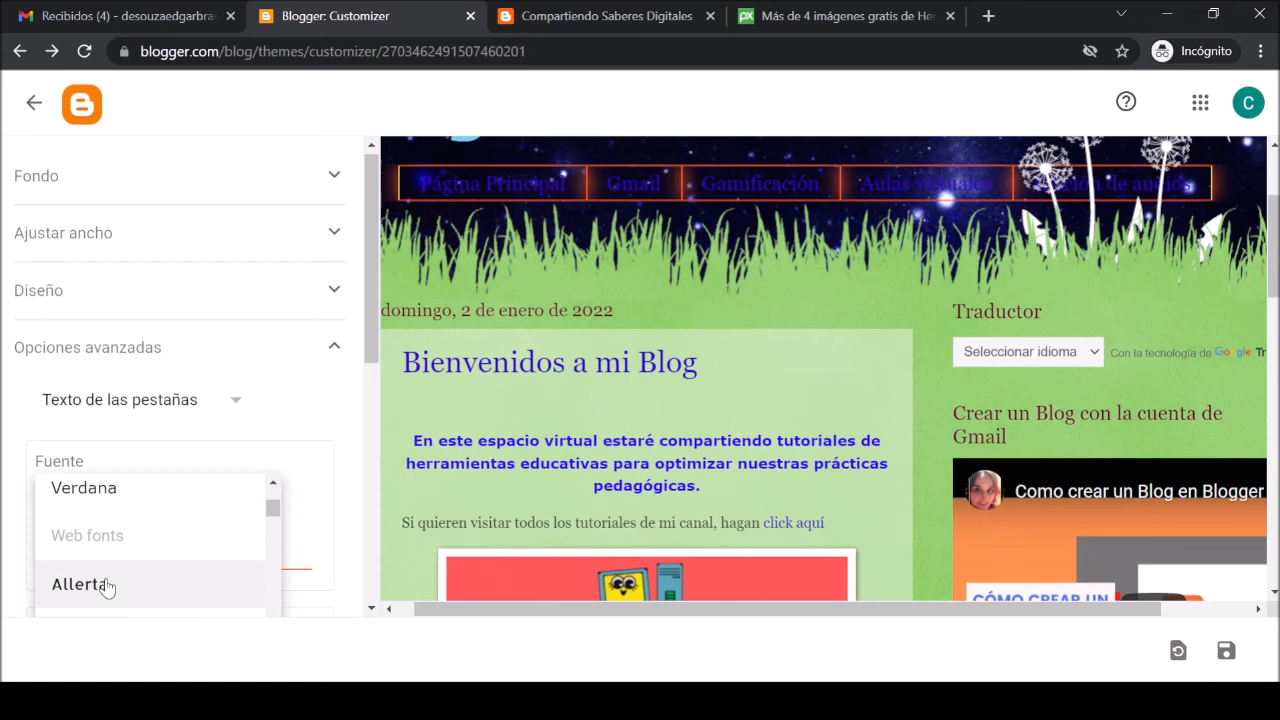 Recibidos (4) - desouzaedgarbras
Blogger: Customizer
Compartiendo Saberes Digitales
Más de 4 imágenes gratis de Her
blogger.com/blog/themes/customizer/2703462491507460201
Incógnito
C
Fondo
Ajustar ancho
Diseño
Opciones avanzadas
Texto de las pestañas
Fuente
Verdana
Web fonts
Allerta
Página Principal
Gmail
Gamificación
Aulas virtuales
de audios
domingo, 2 de enero de 2022
Bienvenidos a mi Blog
En este espacio virtual estaré compartiendo tutoriales de
herramientas educativas para optimizar nuestras prácticas
pedagógicas.
Si quieren visitar todos los tutoriales de mi canal, hagan click aquí
Traductor
Seleccionar idioma
Con la tecnología de Google Tr
Crear un Blog con la cuenta de
Gmail
Como crear un Blog en Blogger
CÓMO CREAR UN